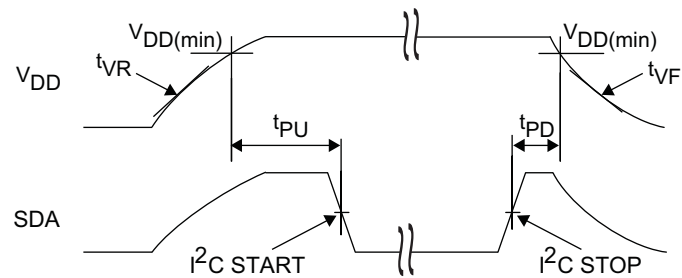 VDD(min)
VDD(min)
tVR
tVF
VDD
tPU
tPD
SDA
I2C START
I2C STOP